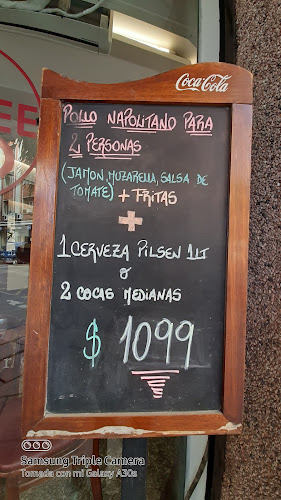 Coca-Cola
POLLO NAPOLITANO PARA
2 PERSONAS
(JAMON, MUZARELLA, SALSA DE
TOMATE) + FRITAS
+
1 CERVEZA PILSEN 1LT
o
2 COCAS MEDIANAS
$ 1099
Samsung Triple Camera
Tomada con mi Galaxy A30s